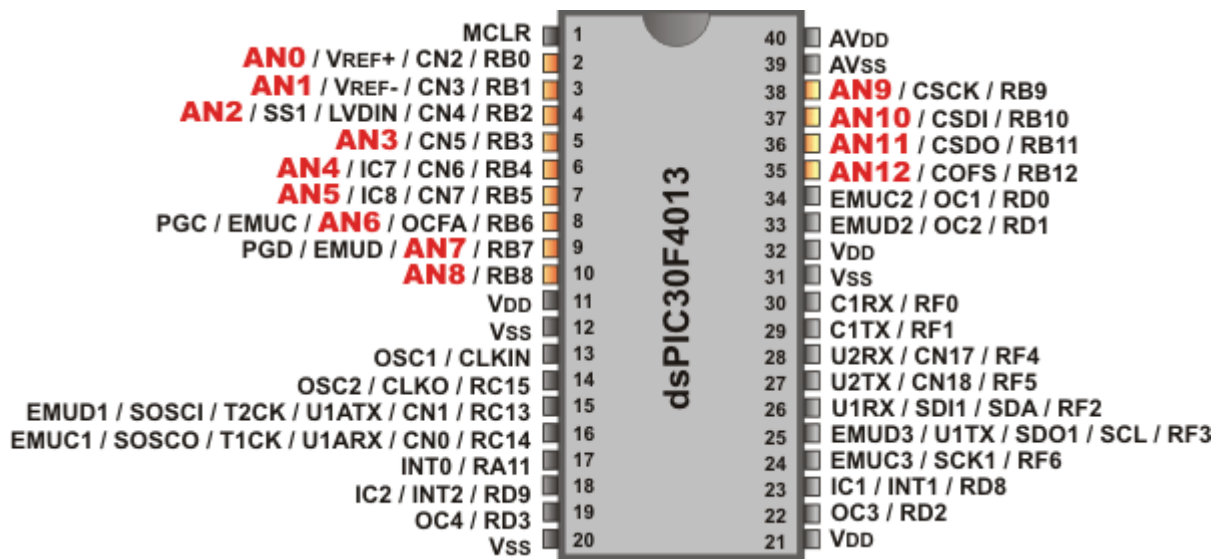 MCLR 1
AN0 / VREF+ / CN2 / RB0 2
AN1 / VREF- / CN3 / RB1 3
AN2 / SS1 / LVDIN / CN4 / RB2 4
AN3 / CN5 / RB3 5
AN4 / IC7 / CN6 / RB4 6
AN5 / IC8 / CN7 / RB5 7
PGC / EMUC / AN6 / OCFA / RB6 8
PGD / EMUD / AN7 / RB7 9
AN8 / RB8 10
VDD 11
VSS 12
OSC1 / CLKIN 13
OSC2 / CLKO / RC15 14
EMUD1 / SOSCI / T2CK / U1ATX / CN1 / RC13 15
EMUC1 / SOSCO / T1CK / U1ARX / CN0 / RC14 16
INT0 / RA11 17
IC2 / INT2 / RD9 18
OC4 / RD3 19
VSS 20
dsPIC30F4013
40 AVDD
39 AVSS
38 AN9 / CSCK / RB9
37 AN10 / CSDI / RB10
36 AN11 / CSDO / RB11
35 AN12 / COFS / RB12
34 EMUC2 / OC1 / RD0
33 EMUD2 / OC2 / RD1
32 VDD
31 VSS
30 C1RX / RF0
29 C1TX / RF1
28 U2RX / CN17 / RF4
27 U2TX / CN18 / RF5
26 U1RX / SDI1 / SDA / RF2
25 EMUD3 / U1TX / SDO1 / SCL / RF3
24 EMUC3 / SCK1 / RF6
23 IC1 / INT1 / RD8
22 OC3 / RD2
21 VDD